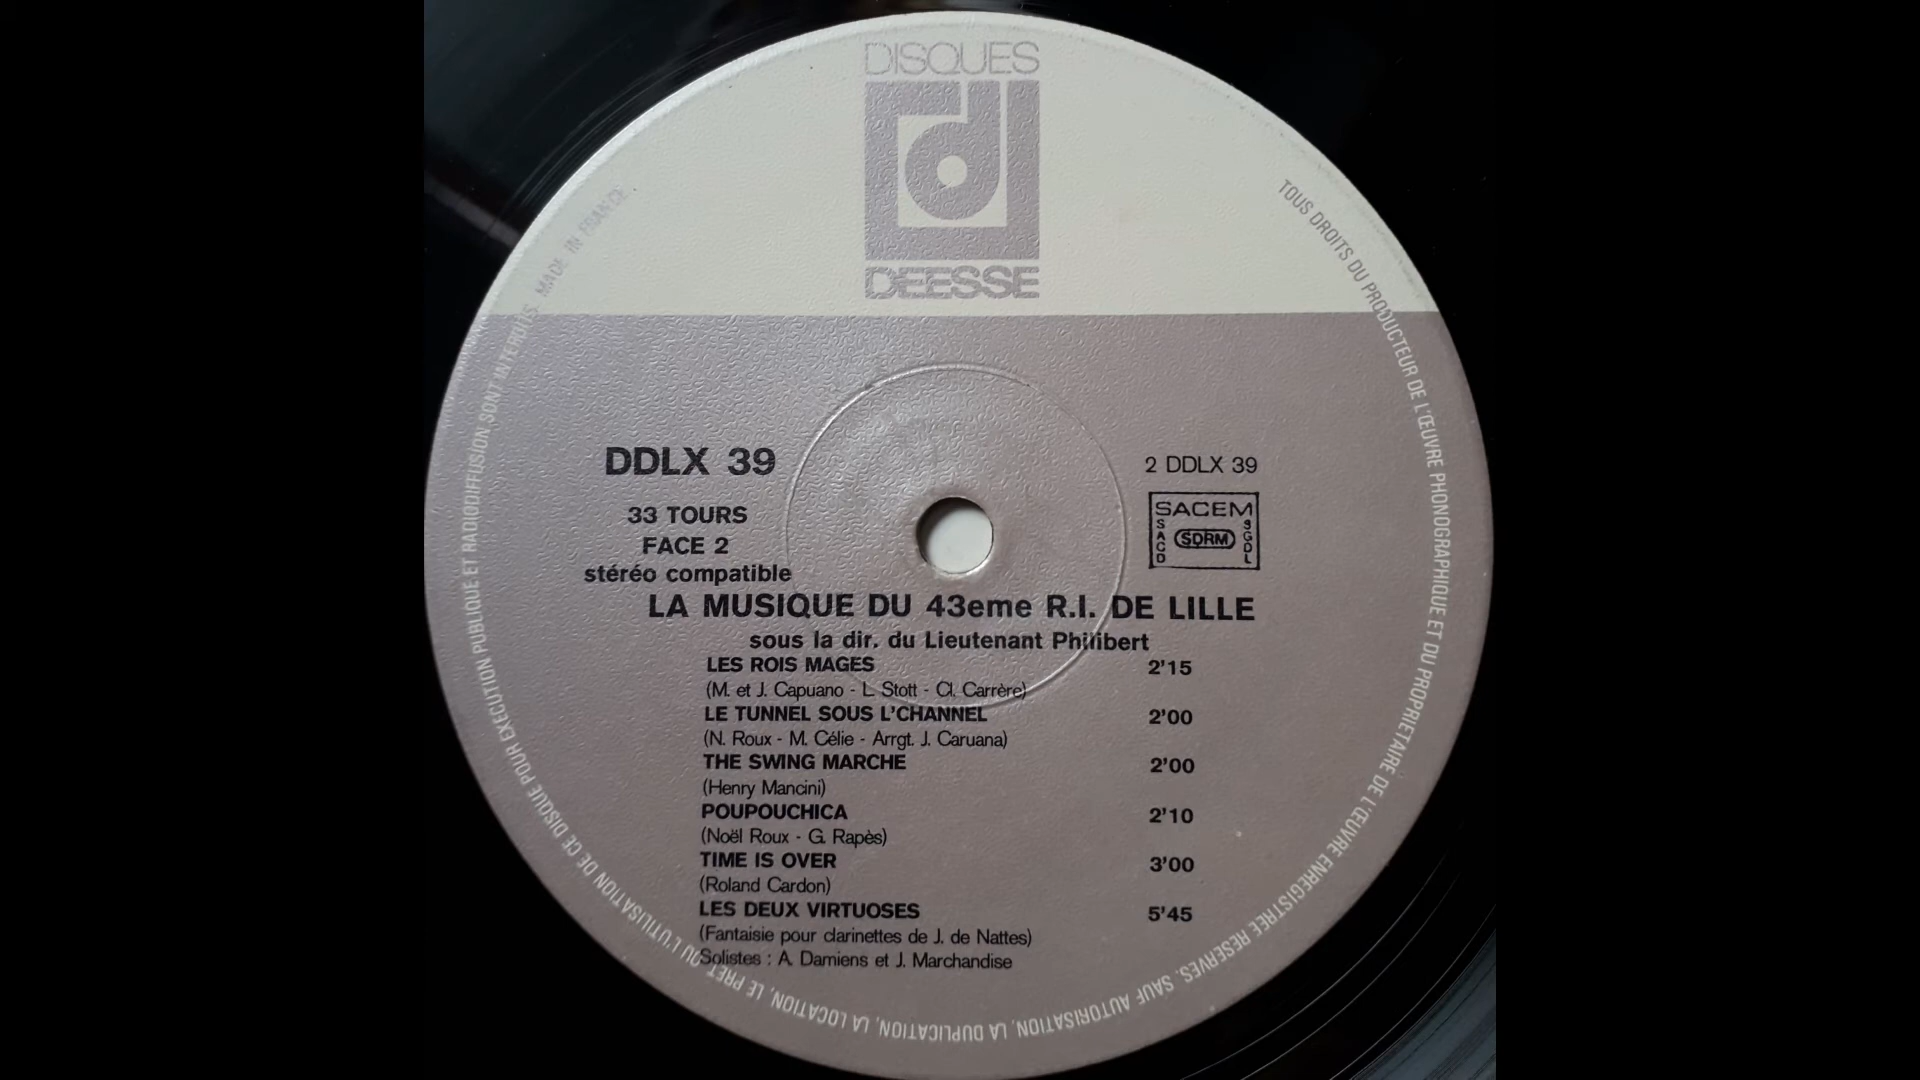 DISQUES
DEESSE
DDLX 39
2 DDLX 39
33 TOURS
FACE 2
stéréo compatible
SACEM
SACD
SDRM
SGDL
LA MUSIQUE DU 43eme R.I. DE LILLE
sous la dir. du Lieutenant Philibert
LES ROIS MAGES 2'15
(M. et J. Capuano - L. Stott - Cl. Carrère)
LE TUNNEL SOUS L'CHANNEL 2'00
(N. Roux - M. Célie - Arrgt. J. Caruana)
THE SWING MARCHE 2'00
(Henry Mancini)
POUPOUCHICA 2'10
(Noël Roux - G. Rapès)
TIME IS OVER 3'00
(Roland Cardon)
LES DEUX VIRTUOSES 5'45
(Fantaisie pour clarinettes de J. de Nattes)
Solistes : A. Damiens et J. Marchandise
TOUS DROITS DU PRODUCTEUR DE L'ŒUVRE PHONOGRAPHIQUE ET DU PROPRIETAIRE DE L'ŒUVRE ENREGISTREE RESERVES. SAUF AUTORISATION, LA DUPLICATION, LA LOCATION, LE PRET OU L'UTILISATION DE CE DISQUE POUR EXECUTION PUBLIQUE ET RADIODIFFUSION SONT INTERDITS. MADE IN FRANCE